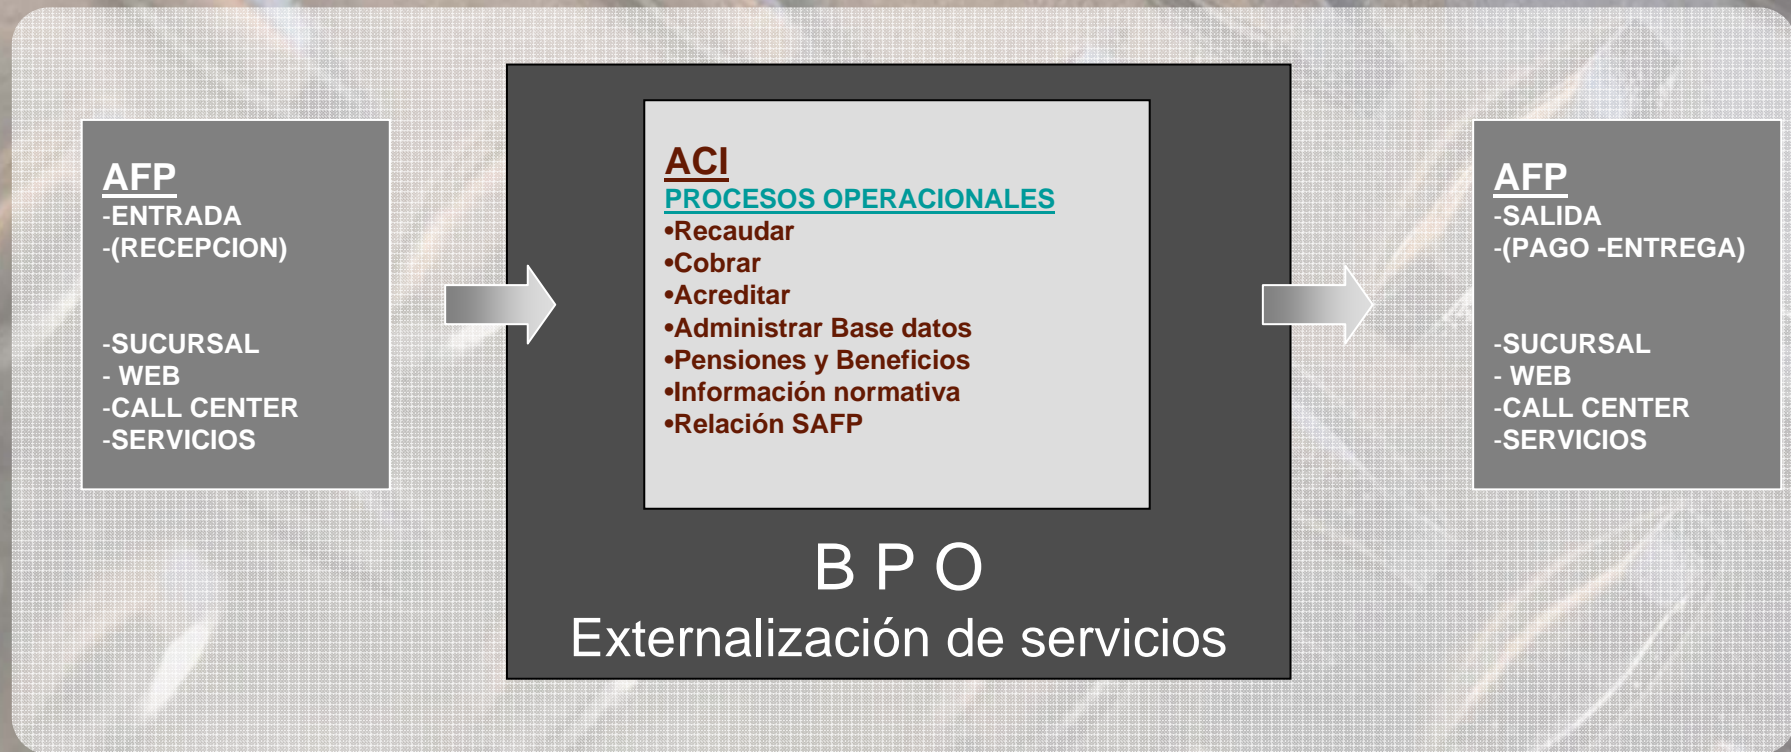 AFP
-ENTRADA
-(RECEPCION)
-SUCURSAL
- WEB
-CALL CENTER
-SERVICIOS
ACI
PROCESOS OPERACIONALES
•Recaudar
•Cobrar
•Acreditar
•Administrar Base datos
•Pensiones y Beneficios
•Información normativa
•Relación SAFP
B P O
Externalización de servicios
AFP
-SALIDA
-(PAGO -ENTREGA)
-SUCURSAL
- WEB
-CALL CENTER
-SERVICIOS